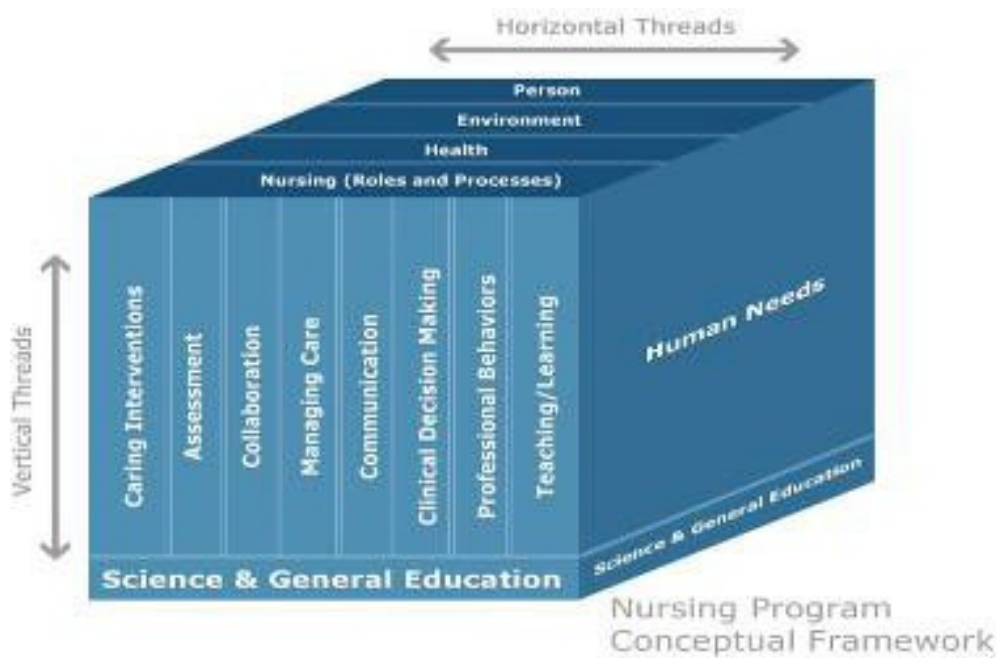 Horizontal Threads
Person
Environment
Health
Nursing (Roles and Processes)
Vertical Threads
Caring Interventions
Assessment
Collaboration
Managing Care
Communication
Clinical Decision Making
Professional Behaviors
Teaching/Learning
Human Needs
Science & General Education
Science & General Education
Nursing Program
Conceptual Framework